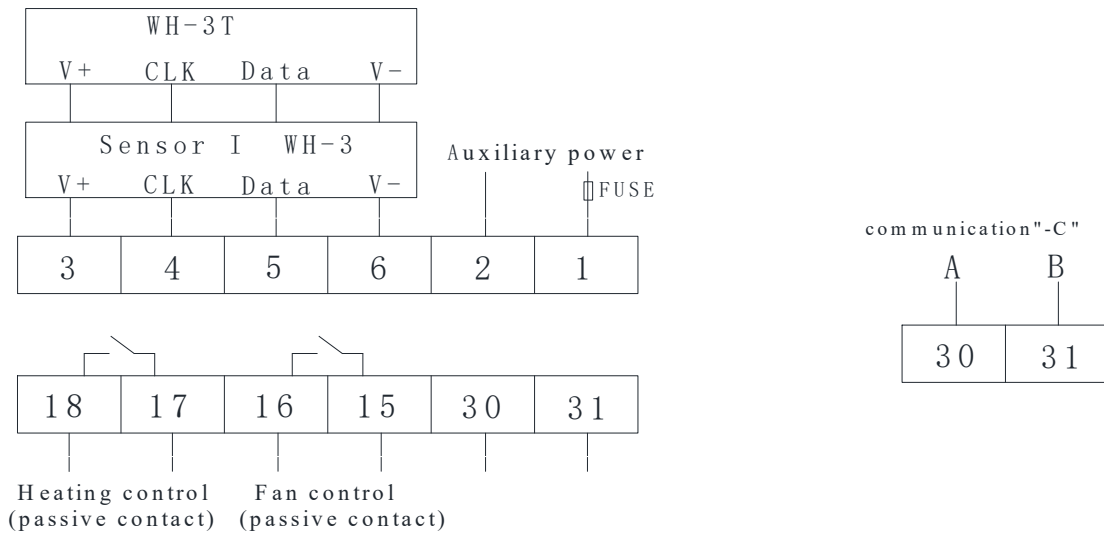 WH-3T
V+ CLK Data V-
Sensor I WH-3
V+ CLK Data V-
Auxiliary power
FUSE
3 4 5 6 2 1
18 17 16 15 30 31
Heating control
(passive contact)
Fan control
(passive contact)
communication"-C"
A B
30 31